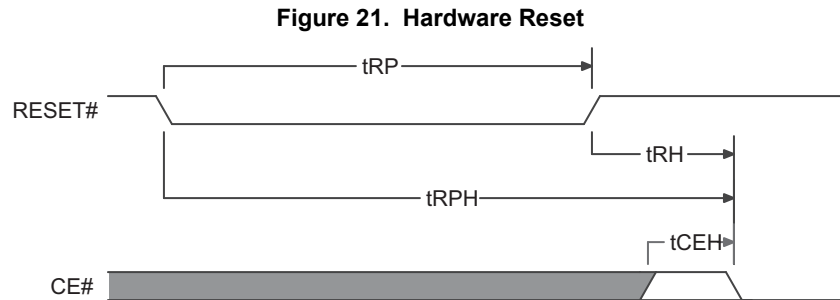 Figure 21. Hardware Reset
tRP
RESET#
tRH
tRPH
tCEH
CE#